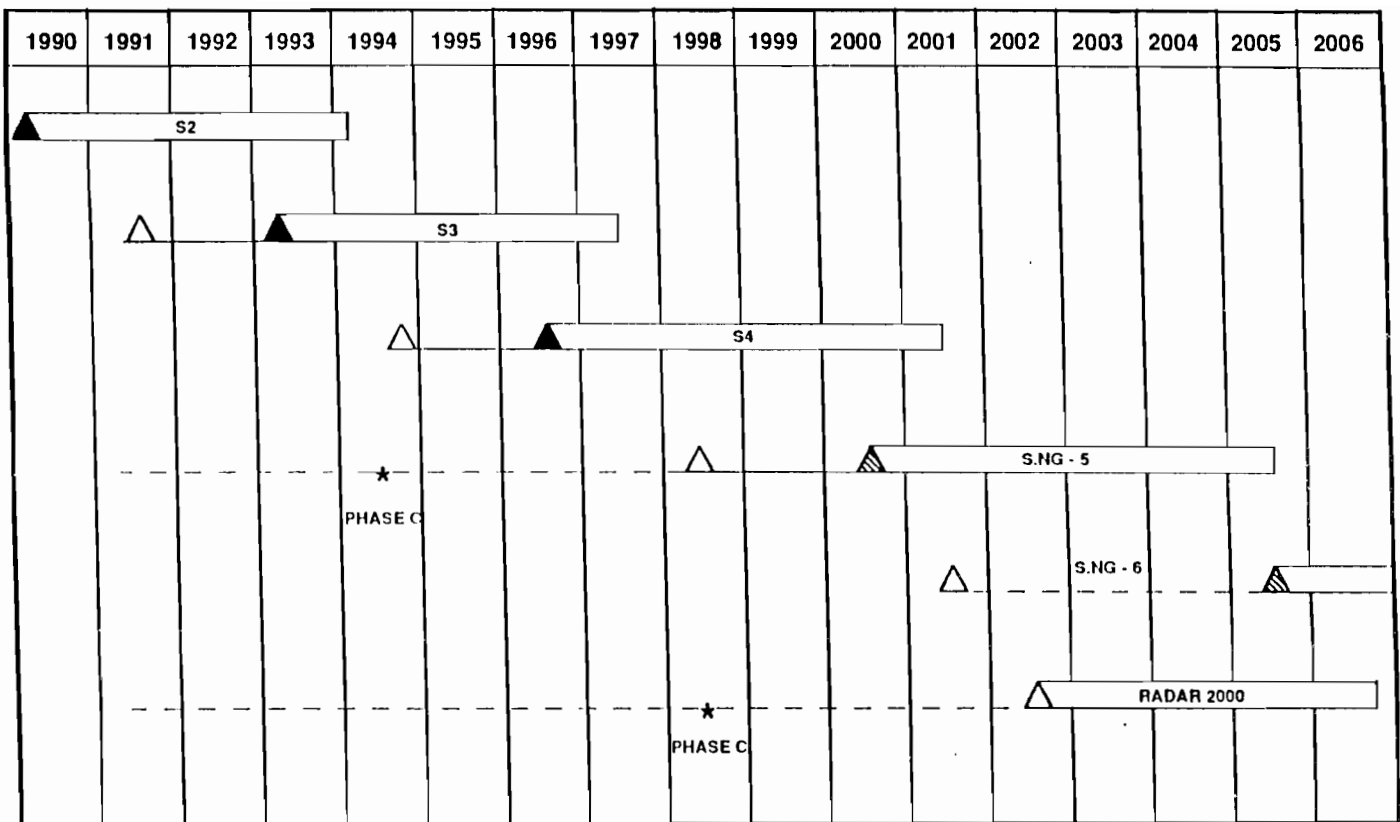 1990 1991 1992 1993 1994 1995 1996 1997 1998 1999 2000 2001 2002 2003 2004 2005 2006
S2
S3
S4
S.NG - 5
* 
PHASE C
S.NG - 6
RADAR 2000
*
PHASE C